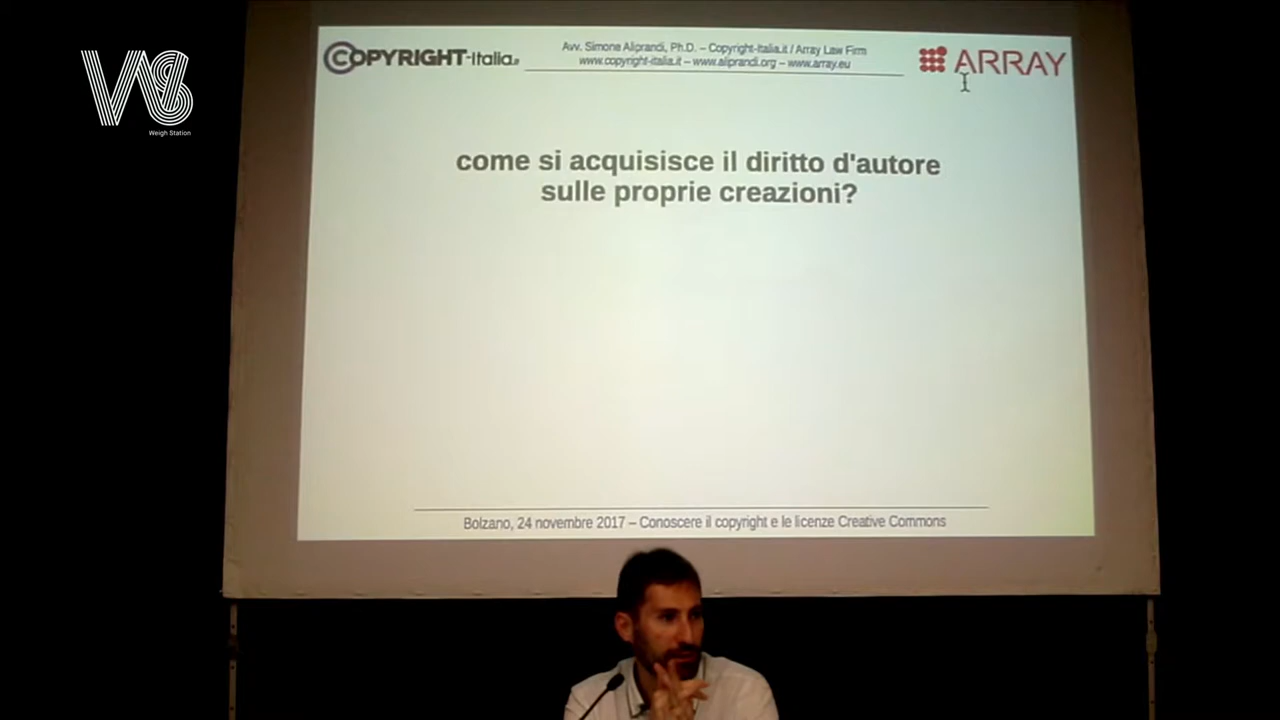 WS
Weigh Station
COPYRIGHT-Italia.it
Avv. Simone Aliprandi, Ph.D. – Copyright-Italia.it / Array Law Firm
www.copyright-italia.it – www.aliprandi.org – www.array.eu
ARRAY
come si acquisisce il diritto d'autore
sulle proprie creazioni?
Bolzano, 24 novembre 2017 – Conoscere il copyright e le licenze Creative Commons